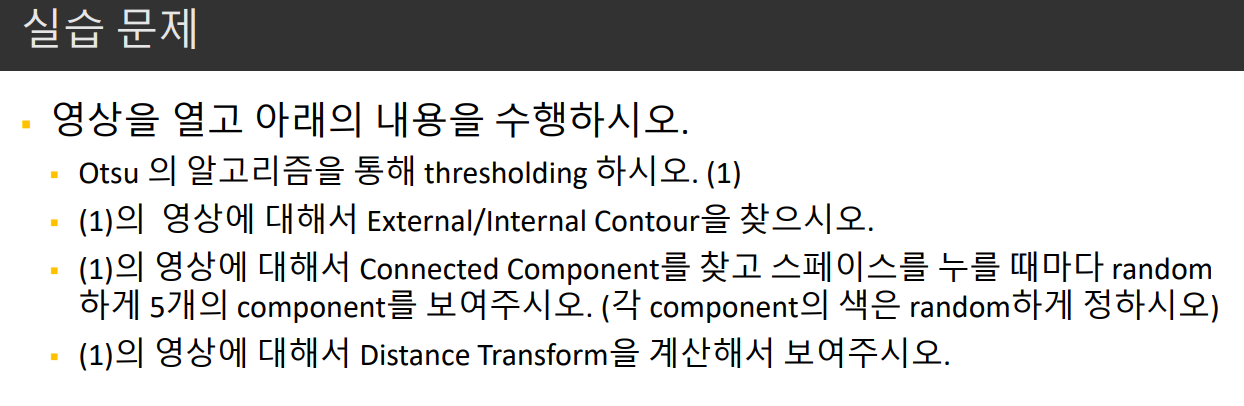 실습 문제
▪ 영상을 열고 아래의 내용을 수행하시오.
▪ Otsu 의 알고리즘을 통해 thresholding 하시오. (1)
▪ (1)의 영상에 대해서 External/Internal Contour을 찾으시오.
▪ (1)의 영상에 대해서 Connected Component를 찾고 스페이스를 누를 때마다 random
하게 5개의 component를 보여주시오. (각 component의 색은 random하게 정하시오)
▪ (1)의 영상에 대해서 Distance Transform을 계산해서 보여주시오.